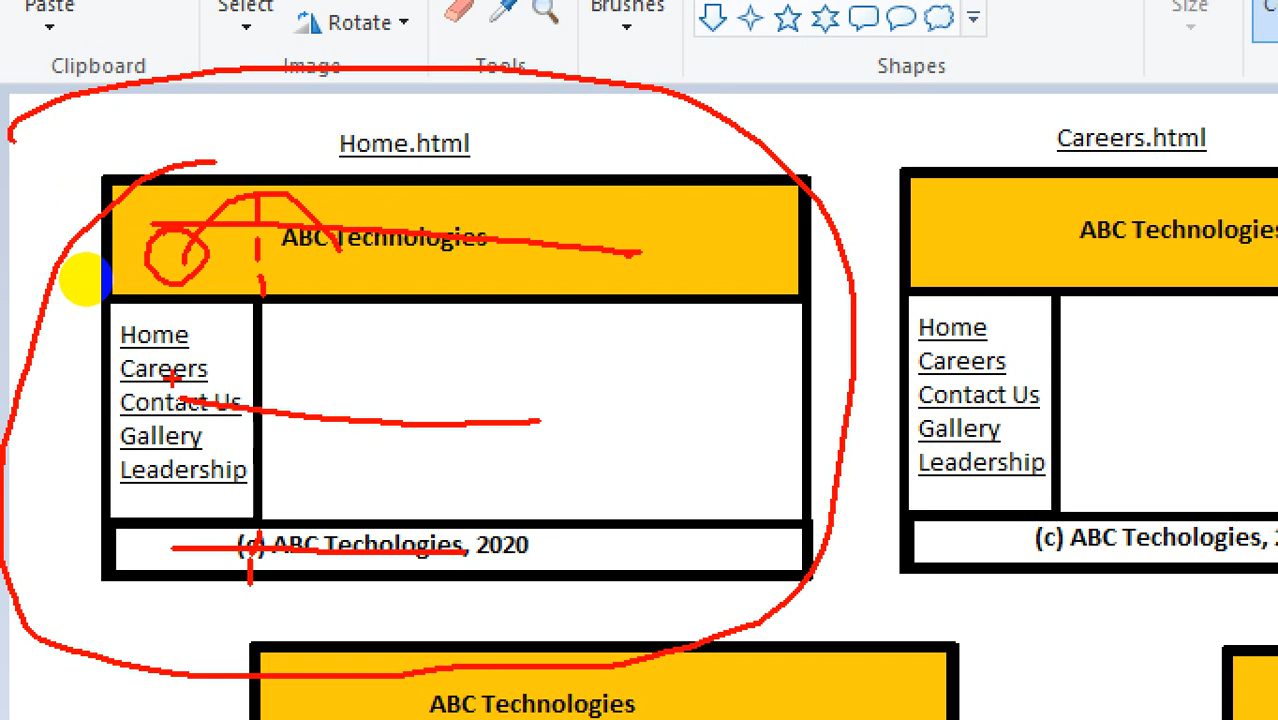 Paste
Select
Rotate
Brushes
Size
Clipboard
Image
Tools
Shapes
Home.html
ABC Technologies
Home
Careers
Contact Us
Gallery
Leadership
(c) ABC Techologies, 2020
Careers.html
ABC Technologies
Home
Careers
Contact Us
Gallery
Leadership
(c) ABC Techologies,
ABC Technologies